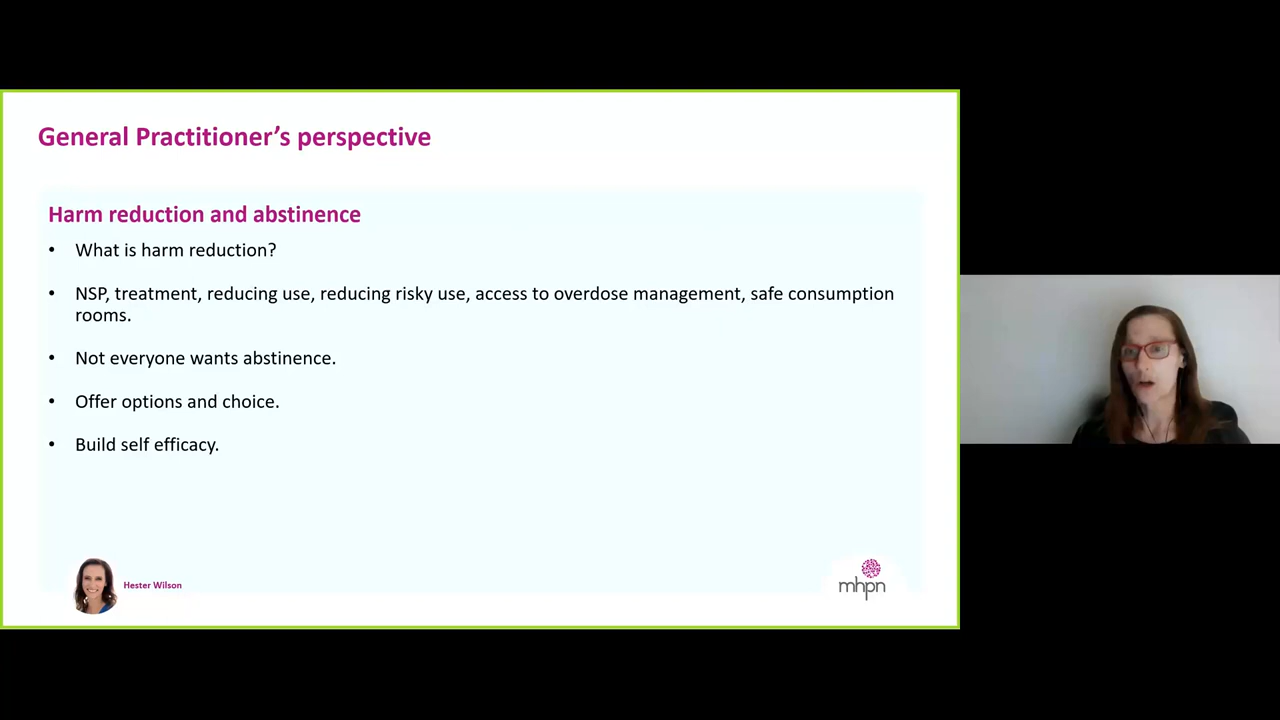 General Practitioner’s perspective
Harm reduction and abstinence
• What is harm reduction?
• NSP, treatment, reducing use, reducing risky use, access to overdose management, safe consumption
rooms.
• Not everyone wants abstinence.
• Offer options and choice.
• Build self efficacy.
Hester Wilson
mhpn